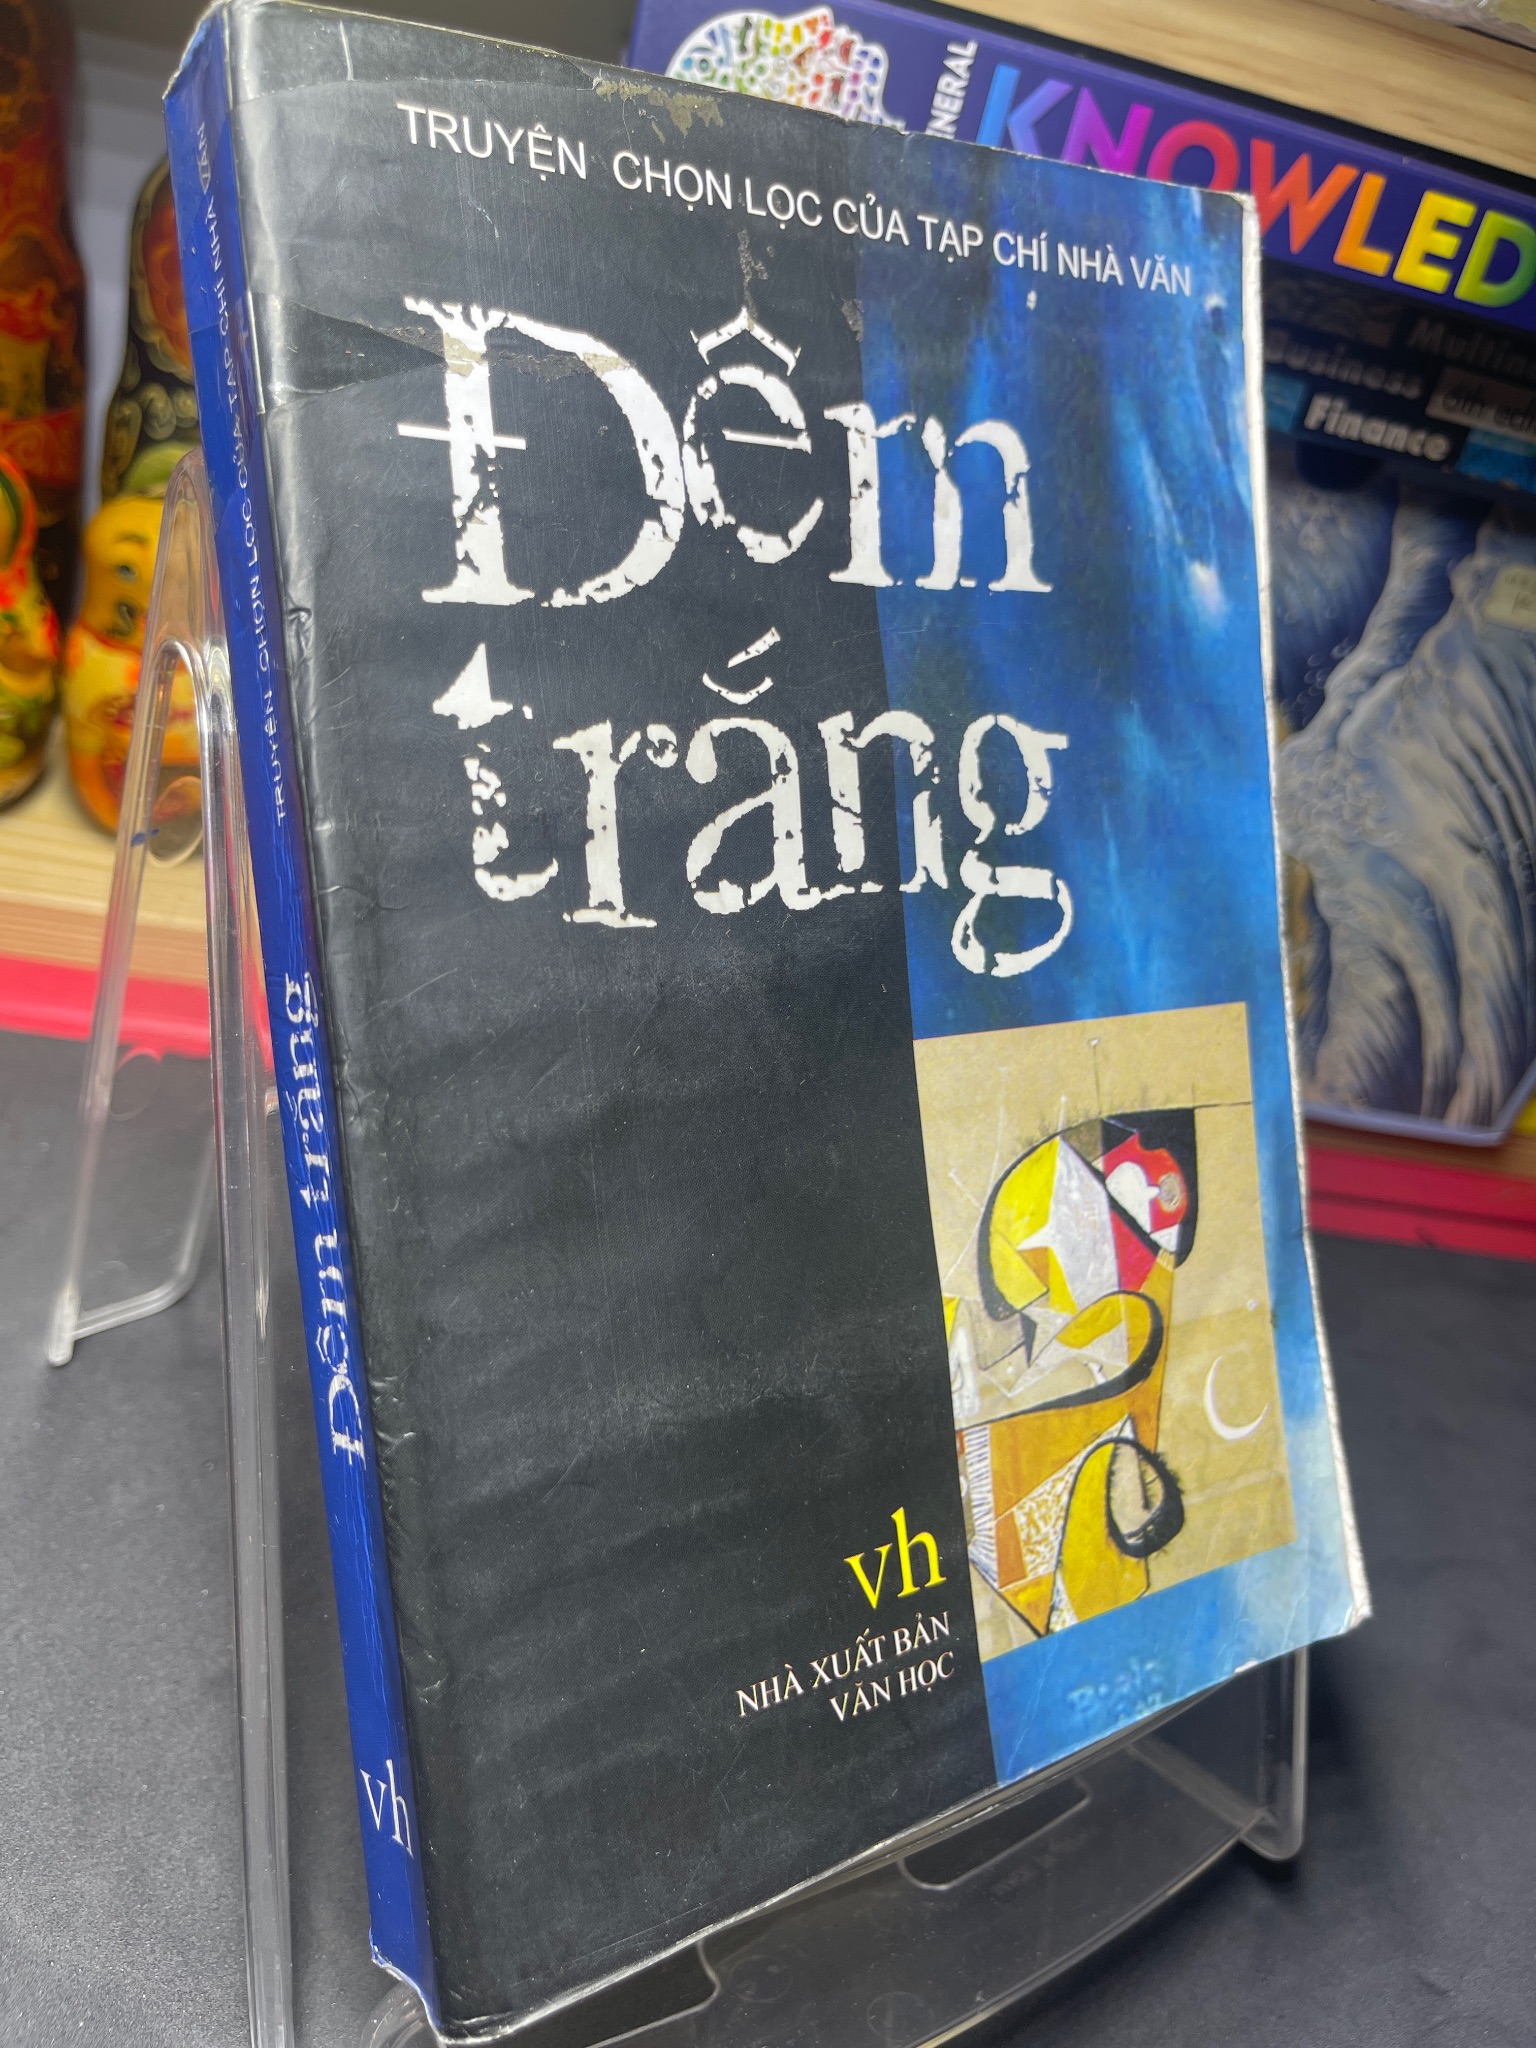 TRUYỆN CHỌN LỌC CỦA TẠP CHÍ NHÀ VĂN
Đêm
trắng
vh
NHÀ XUẤT BẢN
VĂN HỌC
TRUYỆN CHỌN LỌC CỦA TẠP CHÍ NHÀ VĂN
Đêm trắng
vh
KNOWLED
Business
Finance